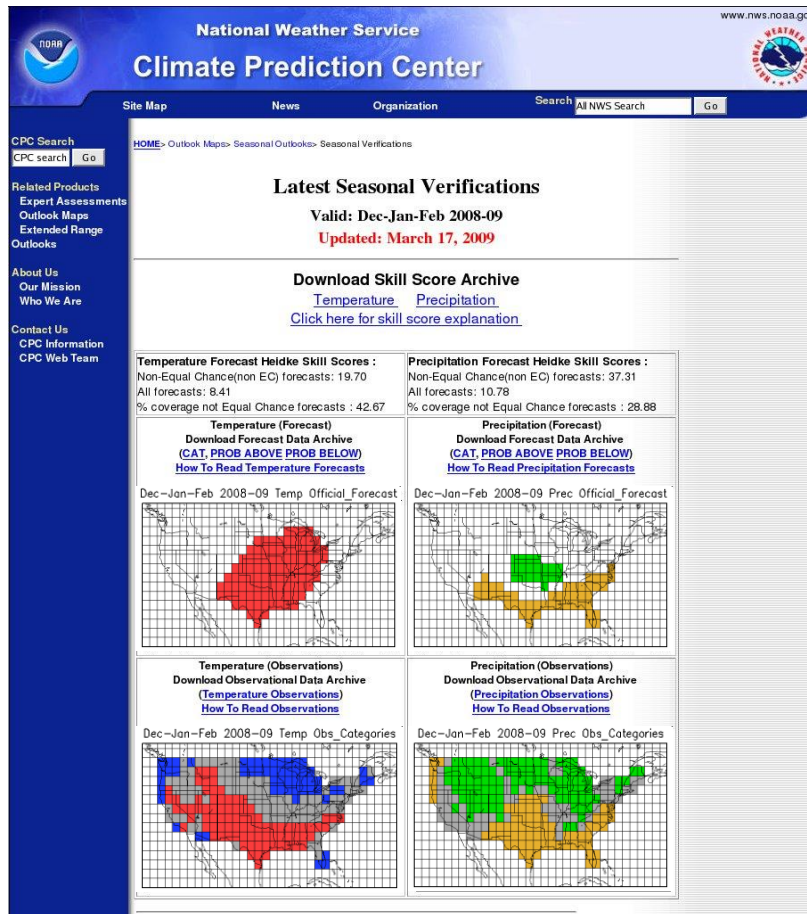 www.nws.noaa.go
NOAA
National Weather Service
Climate Prediction Center
Site Map News Organization Search All NWS Search Go
CPC Search
CPC search Go
Related Products
Expert Assessments
Outlook Maps
Extended Range
Outlooks
About Us
Our Mission
Who We Are
Contact Us
CPC Information
CPC Web Team
HOME> Outlook Maps> Seasonal Outlooks> Seasonal Verifications
Latest Seasonal Verifications
Valid: Dec-Jan-Feb 2008-09
Updated: March 17, 2009
Download Skill Score Archive
Temperature Precipitation
Click here for skill score explanation
Temperature Forecast Heidke Skill Scores :
Non-Equal Chance(non EC) forecasts: 19.70
All forecasts: 8.41
% coverage not Equal Chance forecasts : 42.67
Precipitation Forecast Heidke Skill Scores :
Non-Equal Chance(non EC) forecasts: 37.31
All forecasts: 10.78
% coverage not Equal Chance forecasts : 28.88
Temperature (Forecast)
Download Forecast Data Archive
(CAT, PROB ABOVE PROB BELOW)
How To Read Temperature Forecasts
Dec-Jan-Feb 2008-09 Temp Official_Forecast
Precipitation (Forecast)
Download Forecast Data Archive
(CAT, PROB ABOVE PROB BELOW)
How To Read Precipitation Forecasts
Dec-Jan-Feb 2008-09 Prec Official_Forecast
Temperature (Observations)
Download Observational Data Archive
(Temperature Observations)
How To Read Observations
Dec-Jan-Feb 2008-09 Temp Obs_Categories
Precipitation (Observations)
Download Observational Data Archive
(Precipitation Observations)
How To Read Observations
Dec-Jan-Feb 2008-09 Prec Obs_Categories